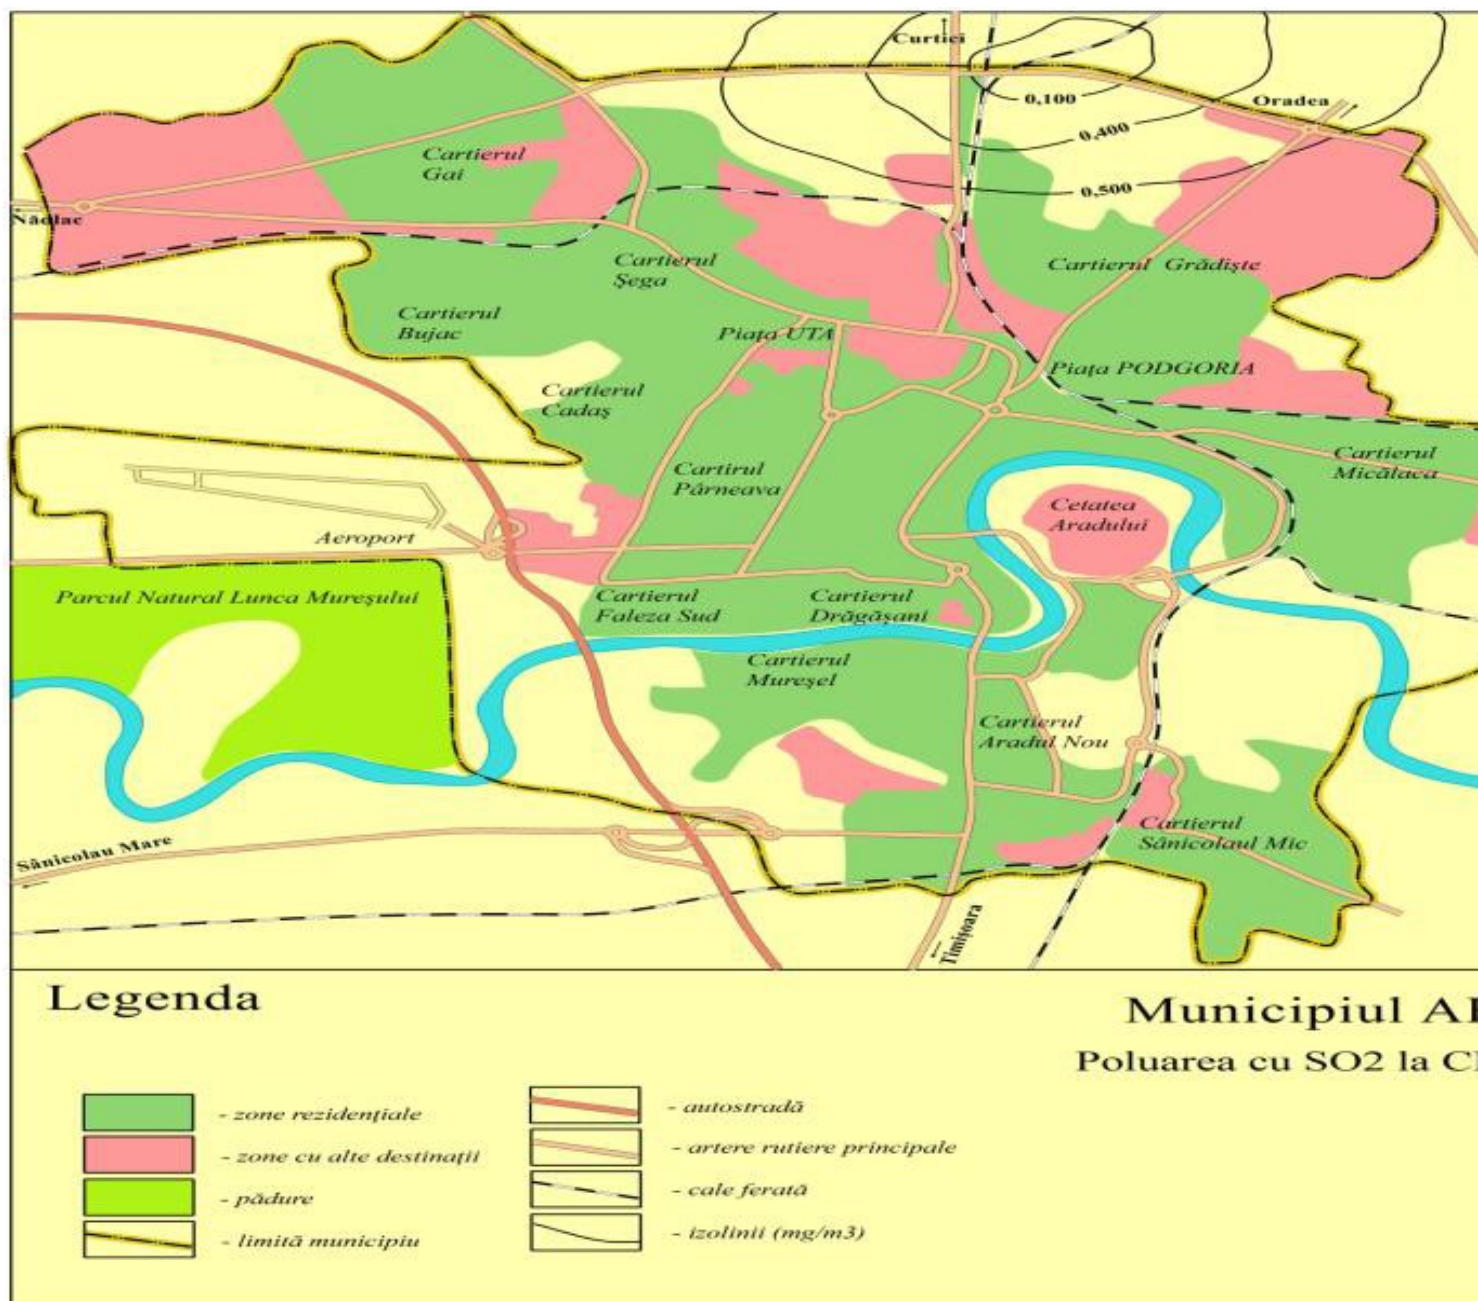 Curtici
0,100
Oradea
0,400
0,500
Cartierul
Gai
Nădlac
Cartierul
Şega
Cartierul Grădişte
Cartierul
Bujac
Piaţa UTA
Piaţa PODGORIA
Cartierul
Cadaş
Cartierul
Micălaca
Cartirul
Pârneava
Cetatea
Aradului
Aeroport
Parcul Natural Lunca Mureşului
Cartierul
Faleza Sud
Cartierul
Drăgăşani
Cartierul
Mureşel
Cartierul
Aradul Nou
Cartierul
Sânicolaul Mic
Sânicolau Mare
Timişoara
Legenda
Municipiul A
Poluarea cu SO2 la C
- zone rezidenţiale
- zone cu alte destinaţii
- pădure
- limită municipiu
- autostradă
- artere rutiere principale
- cale ferată
- izolinii (mg/m3)